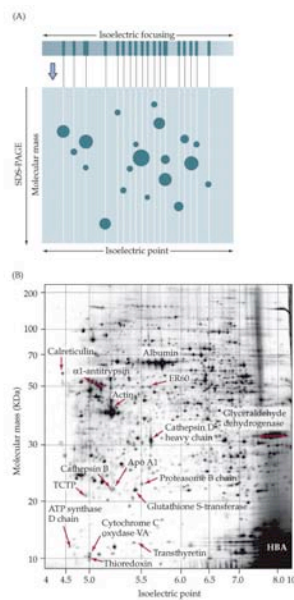 (A)
Isoelectric focusing
SDS-PAGE
Molecular mass
Isoelectric point
(B)
200
100
70
50
30
20
10
Molecular mass (KDa)
Calreticulin
α1-antitrypsin
Albumin
ER60
Actin
Glyceraldehyde
dehydrogenase
Cathepsin D
heavy chain
Cathepsin B
Apo A1
TCTP
Proteasome B chain
Glutathione S-transferase
ATP synthase
D chain
Cytochrome C
oxydase-VA
Transthyretin
Thioredoxin
HBA
4 4.5 5.0 5.5 6.0 6.5 7.0 8.0 10
Isoelectric point